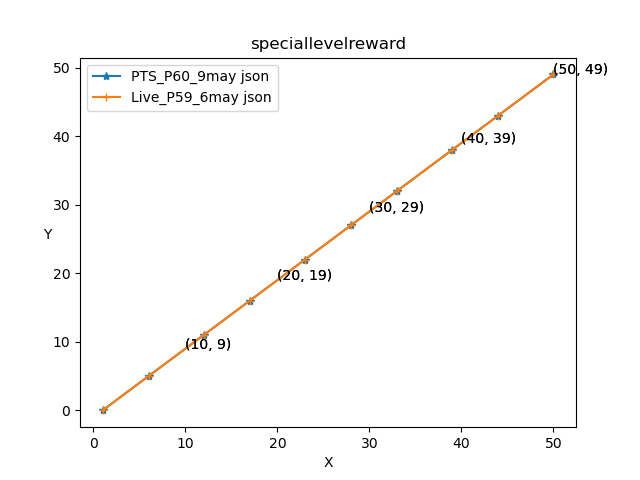 speciallevelreward
PTS_P60_9may json
Live_P59_6may json
(50, 49)
(40, 39)
(30, 29)
(20, 19)
(10, 9)
50
40
30
20
10
0
Y
0 10 20 30 40 50
X